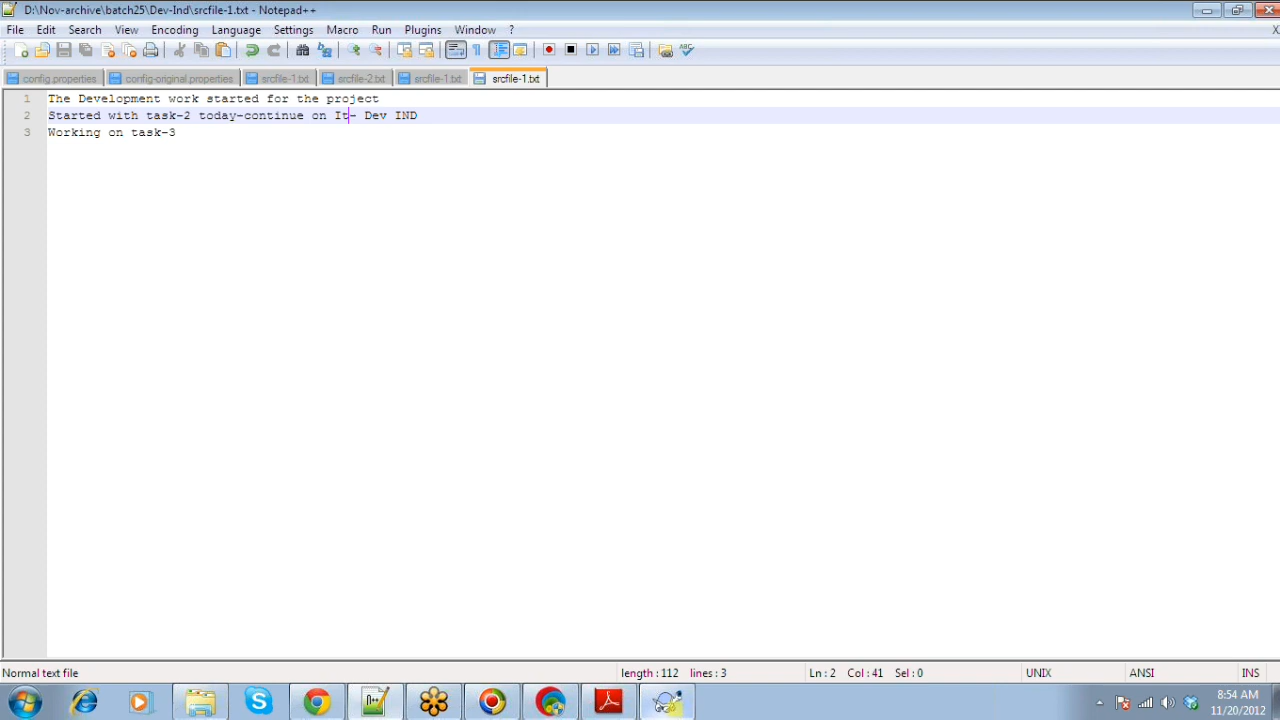 D:\Nov-archive\batch25\Dev-Ind\srcfile-1.txt - Notepad++
File Edit Search View Encoding Language Settings Macro Run Plugins Window ? X
config.properties config-original.properties srcfile-1.txt srcfile-2.txt srcfile-1.txt srcfile-1.txt
1 The Development work started for the project
2 Started with task-2 today-continue on It- Dev IND
3 Working on task-3
Normal text file length : 112 lines : 3 Ln : 2 Col : 41 Sel : 0 UNIX ANSI INS
8:54 AM
11/20/2012